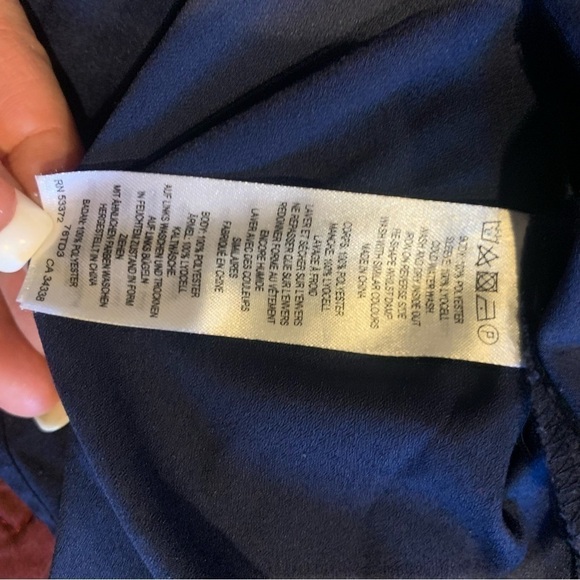 P
BODY: 100% POLYESTER
SLEEVE: 100% LYOCELL
COLD WATER WASH
WASH AND DRY INSIDE OUT
IRON ON REVERSE SIDE
RE-SHAPE WHILST DAMP
WASH WITH SIMILAR COLOURS
MADE IN CHINA
CORPS: 100% POLYESTER
MANCHE: 100% LYOCELL
LAVAGE À FROID
LAVER ET SÉCHER SUR L'ENVERS
NE REPASSER QUE SUR L'ENVERS
REDONNER FORME AU VÊTEMENT
ENCORE HUMIDE
LAVER AVEC DES COULEURS
SIMILAIRES
FABRIQUÉ EN CHINE
BODY: 100% POLYESTER
ÄRMEL: 100% LYOCELL
KALTWÄSCHE
AUF LINKS WASCHEN UND TROCKNEN
AUF LINKS BÜGELN
IN FEUCHTEM ZUSTAND IN FORM
ZIEHEN
MIT ÄHNLICHEN FARBEN WASCHEN
HERGESTELLT IN CHINA
BADAN: 100% POLYESTER
RN 53372 76TD3 CA 54038